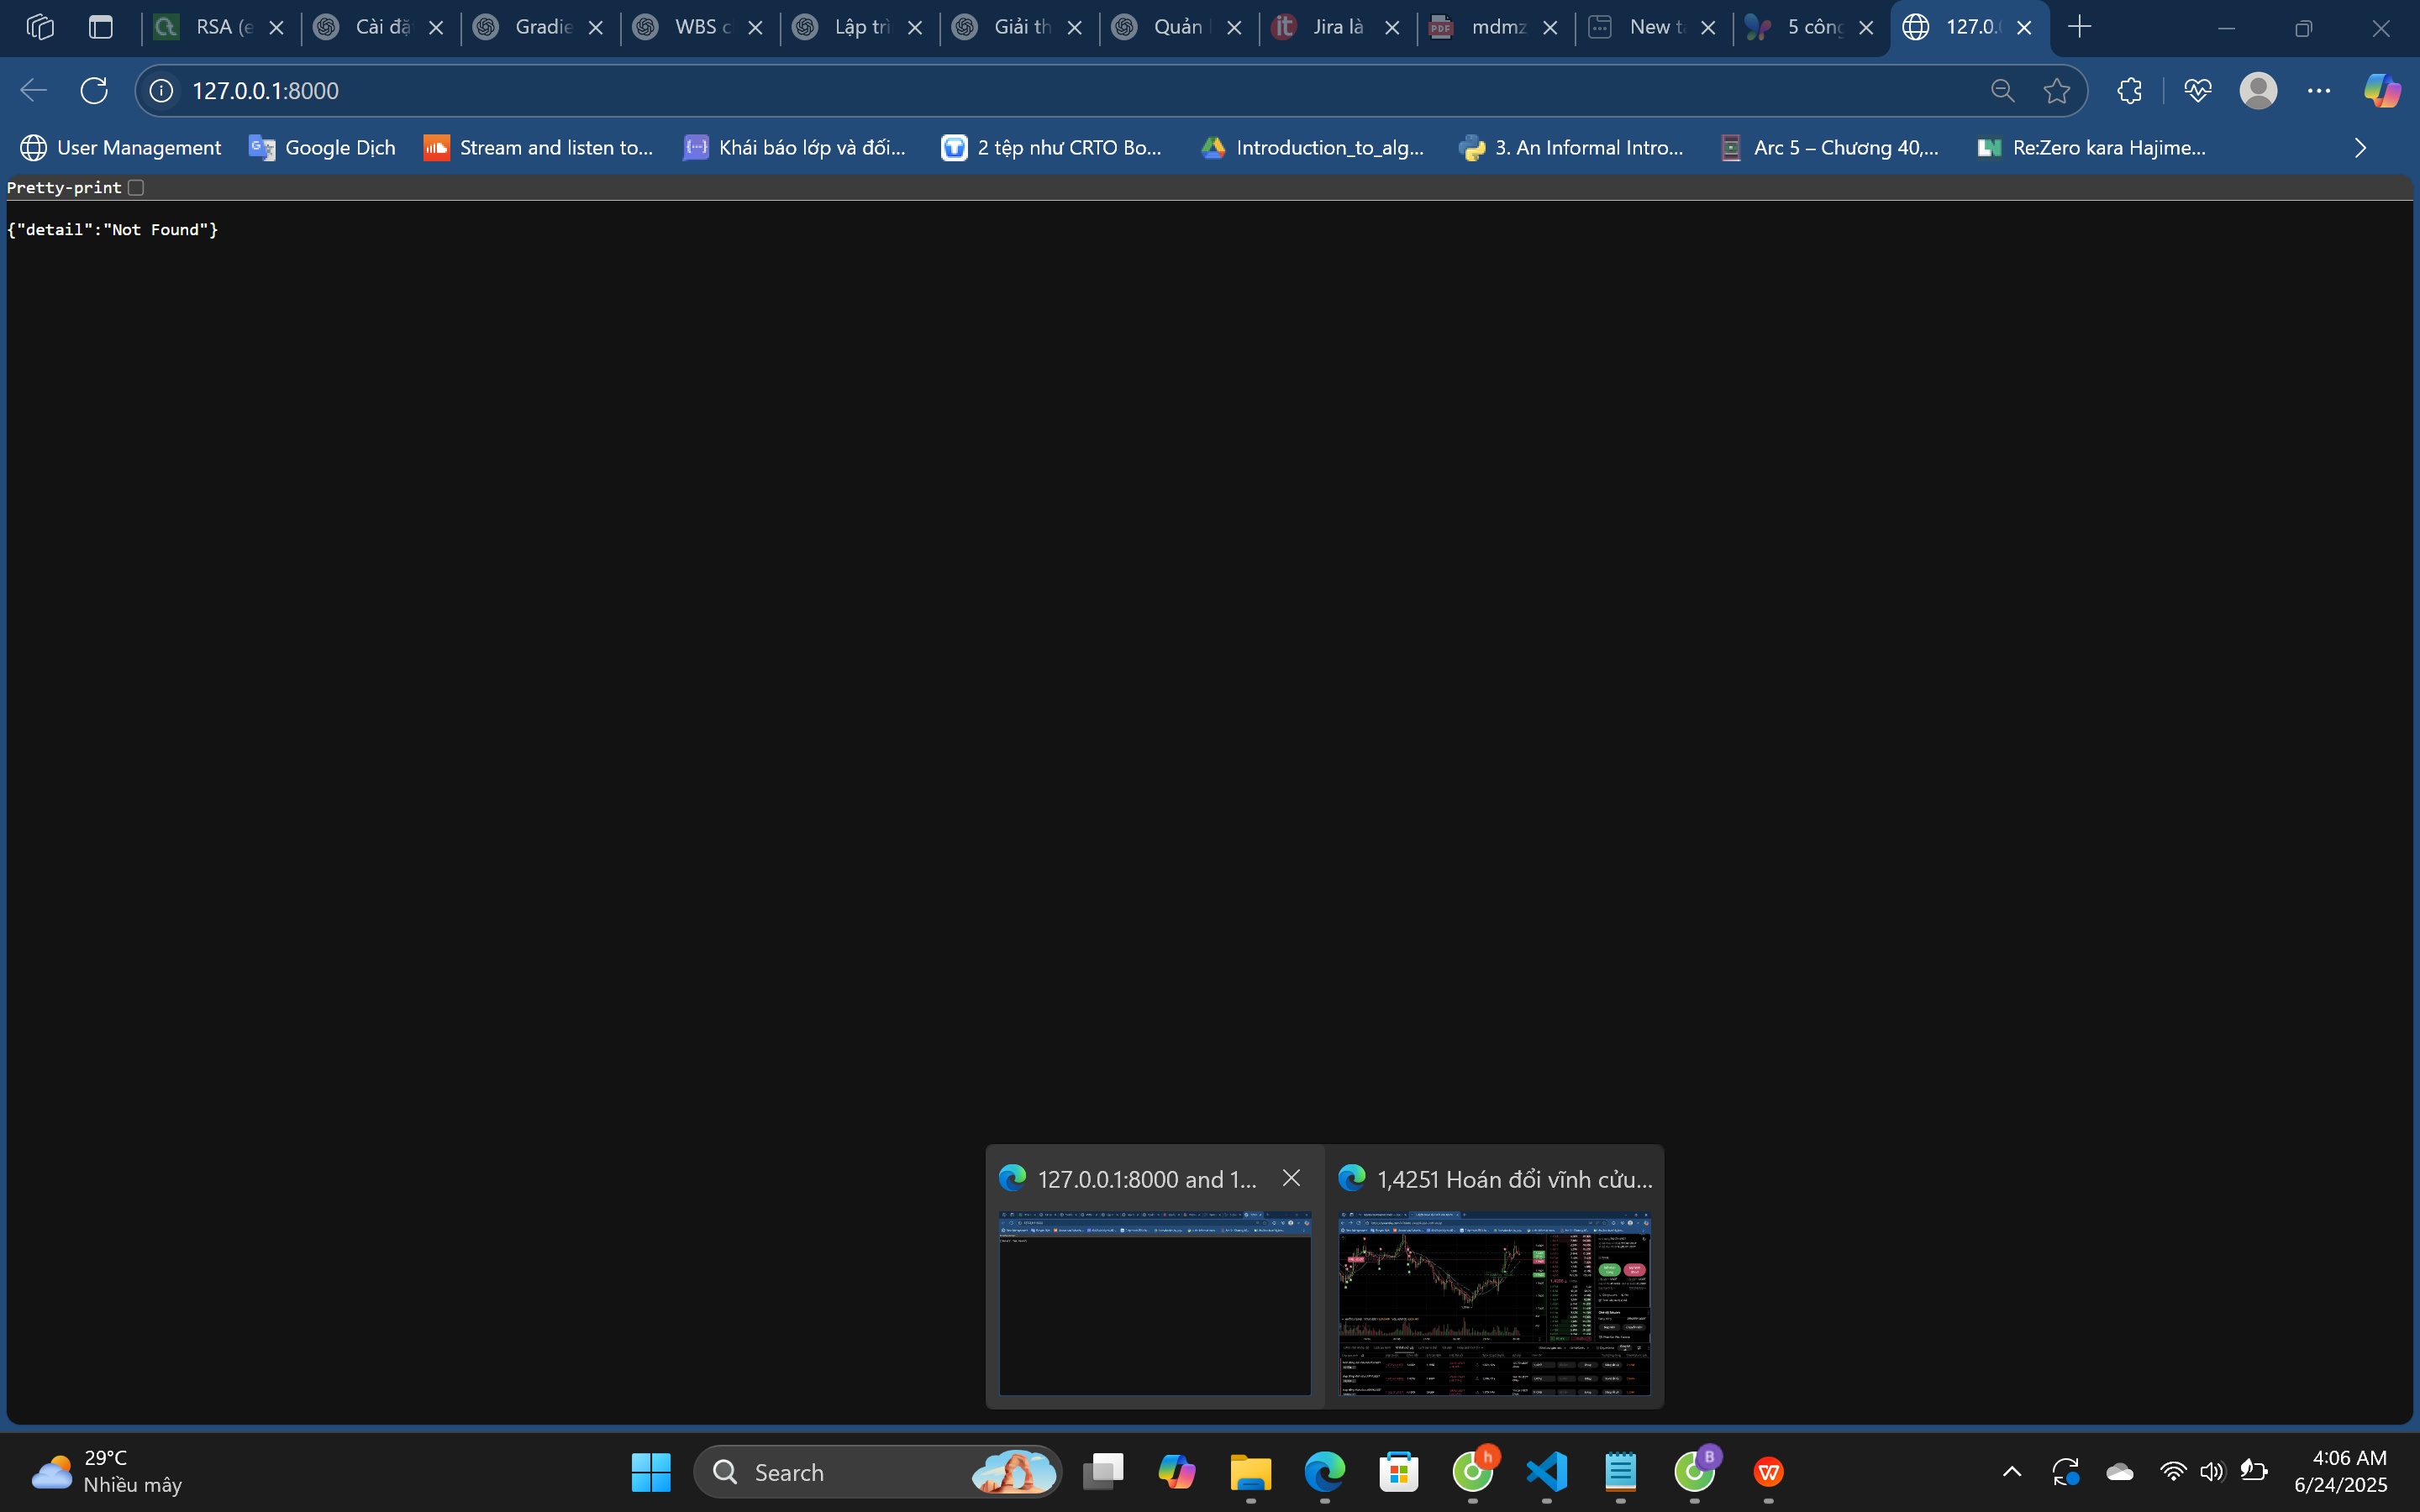 RSA (e
Cài đặ
Gradie
WBS c
Lập trì
Giải th
Quản l
Jira là
mdmz
New ta
5 công
127.0.0
127.0.0.1:8000
User Management
Google Dịch
Stream and listen to...
Khái báo lớp và đối...
2 tệp như CRTO Bo...
Introduction_to_alg...
3. An Informal Intro...
Arc 5 – Chương 40,...
Re:Zero kara Hajime...
Pretty-print
{"detail":"Not Found"}
127.0.0.1:8000 and 1...
1,4251 Hoán đổi vĩnh cửu...
29°C
Nhiều mây
Search
4:06 AM
6/24/2025